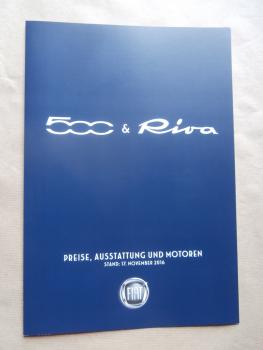 500 & Riva
PREISE, AUSSTATTUNG UND MOTOREN
STAND: 17. NOVEMBER 2016
FIAT